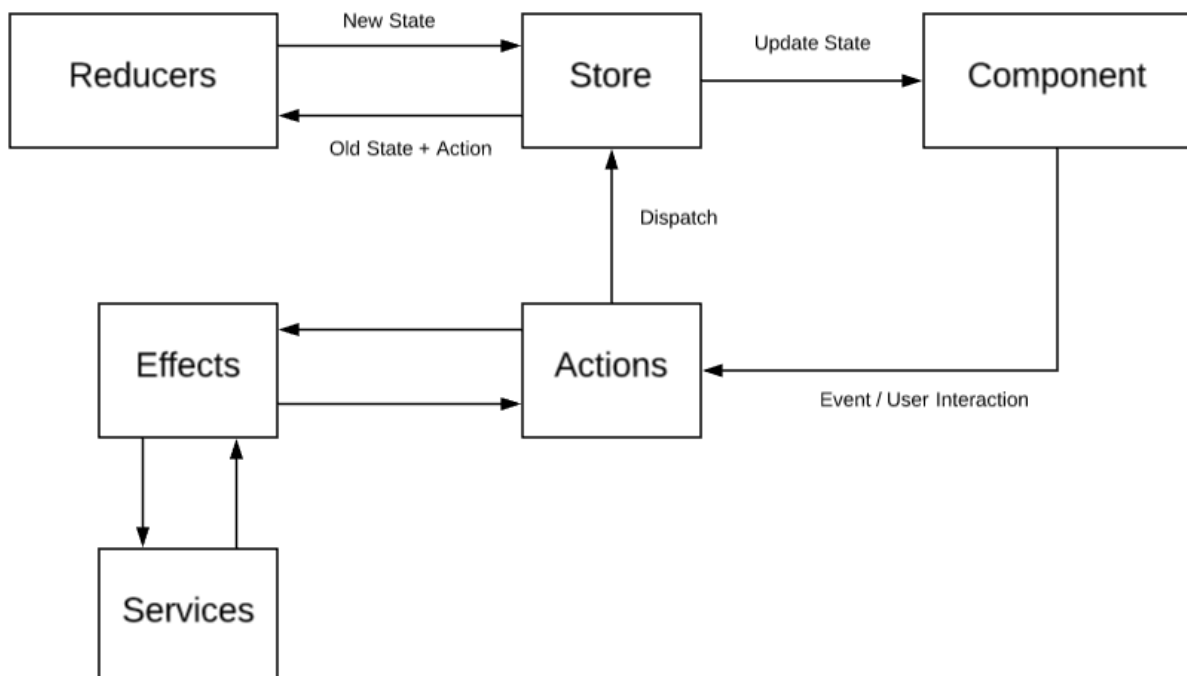 New State
Reducers
Store
Update State
Component
Old State + Action
Dispatch
Effects
Actions
Event / User Interaction
Services